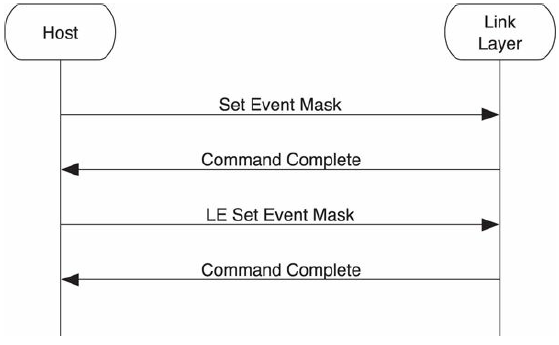 Host
Link
Layer
Set Event Mask
Command Complete
LE Set Event Mask
Command Complete